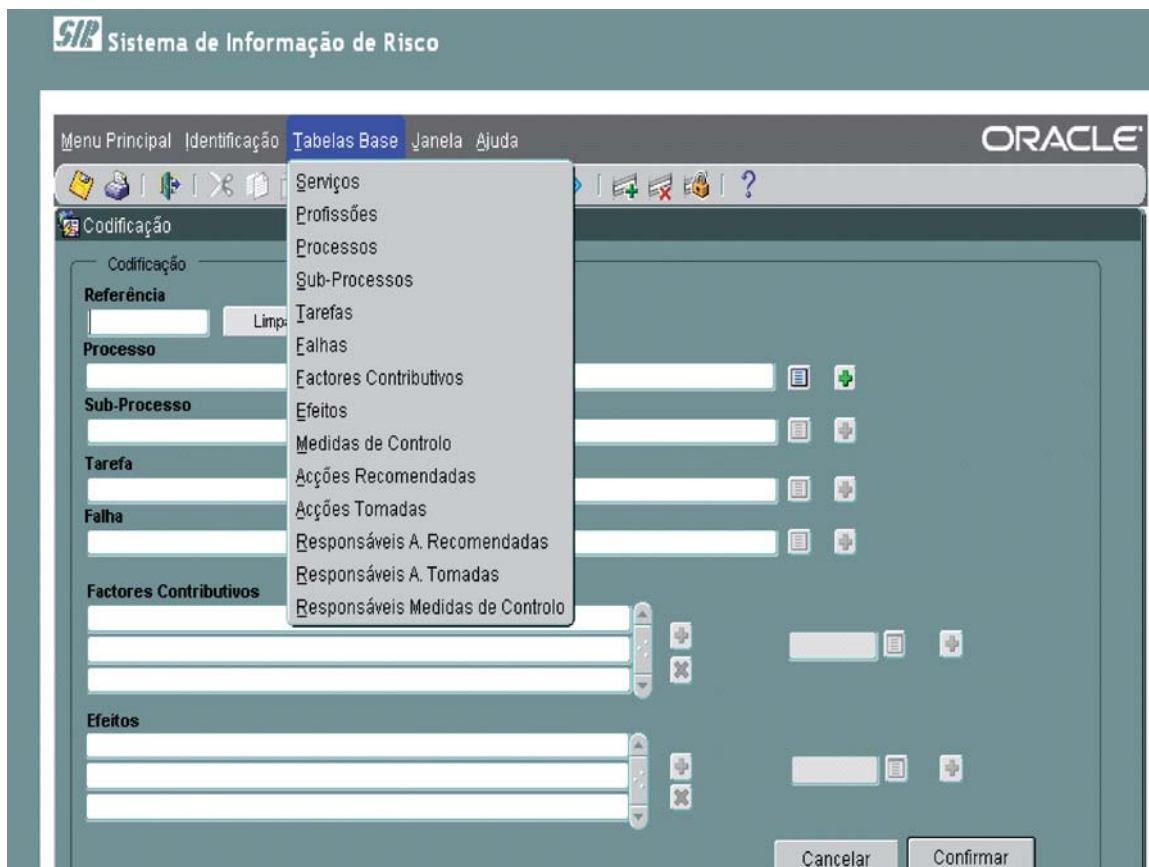 SIR Sistema de Informação de Risco
Menu Principal Identificação Tabelas Base Janela Ajuda
ORACLE
Serviços
Profissões
Processos
Sub-Processos
Tarefas
Falhas
Factores Contributivos
Efeitos
Medidas de Controlo
Acções Recomendadas
Acções Tomadas
Responsáveis A. Recomendadas
Responsáveis A. Tomadas
Responsáveis Medidas de Controlo
Codificação
Codificação
Referência
Limpa
Processo
Sub-Processo
Tarefa
Falha
Factores Contributivos
Efeitos
Cancelar Confirmar